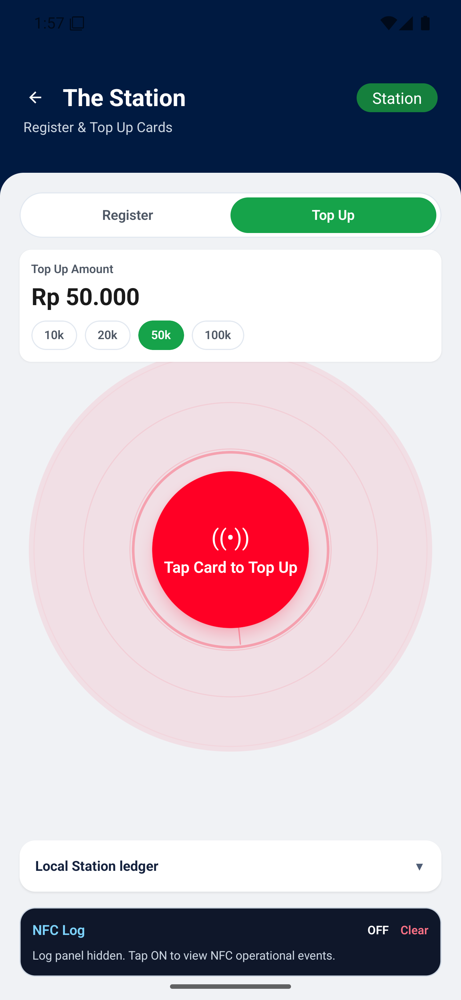 1:57
The Station
Station
Register & Top Up Cards
Register
Top Up
Top Up Amount
Rp 50.000
10k
20k
50k
100k
((•))
Tap Card to Top Up
Local Station ledger
▼
NFC Log
OFF
Clear
Log panel hidden. Tap ON to view NFC operational events.